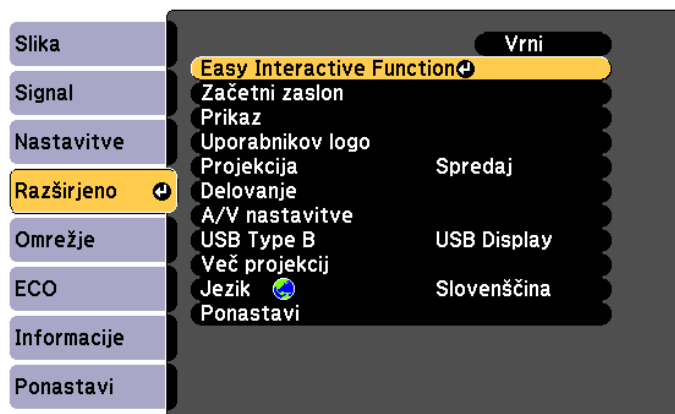 Slika
Signal
Nastavitve
Razširjeno
Omrežje
ECO
Informacije
Ponastavi
Vrni
Easy Interactive Function
Začetni zaslon
Prikaz
Uporabnikov logo
Projekcija Spredaj
Delovanje
A/V nastavitve
USB Type B USB Display
Več projekcij
Jezik Slovenščina
Ponastavi